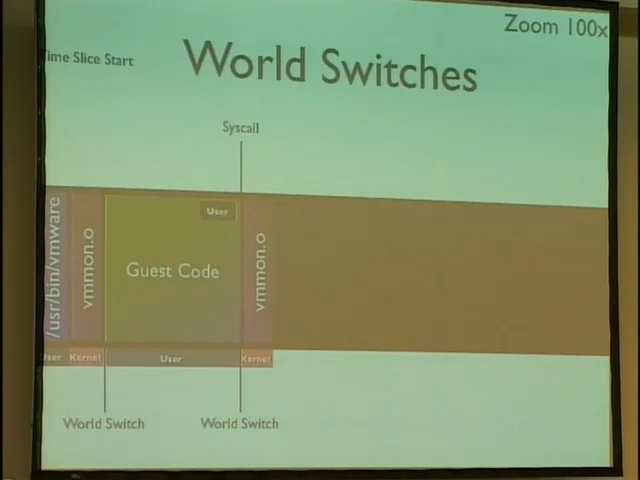 Zoom 100x
ime Slice Start
World Switches
Syscall
/usr/bin/vmware
vmmon.o
User
Guest Code
vmmon.o
ser
Kernel
User
Kernel
World Switch
World Switch